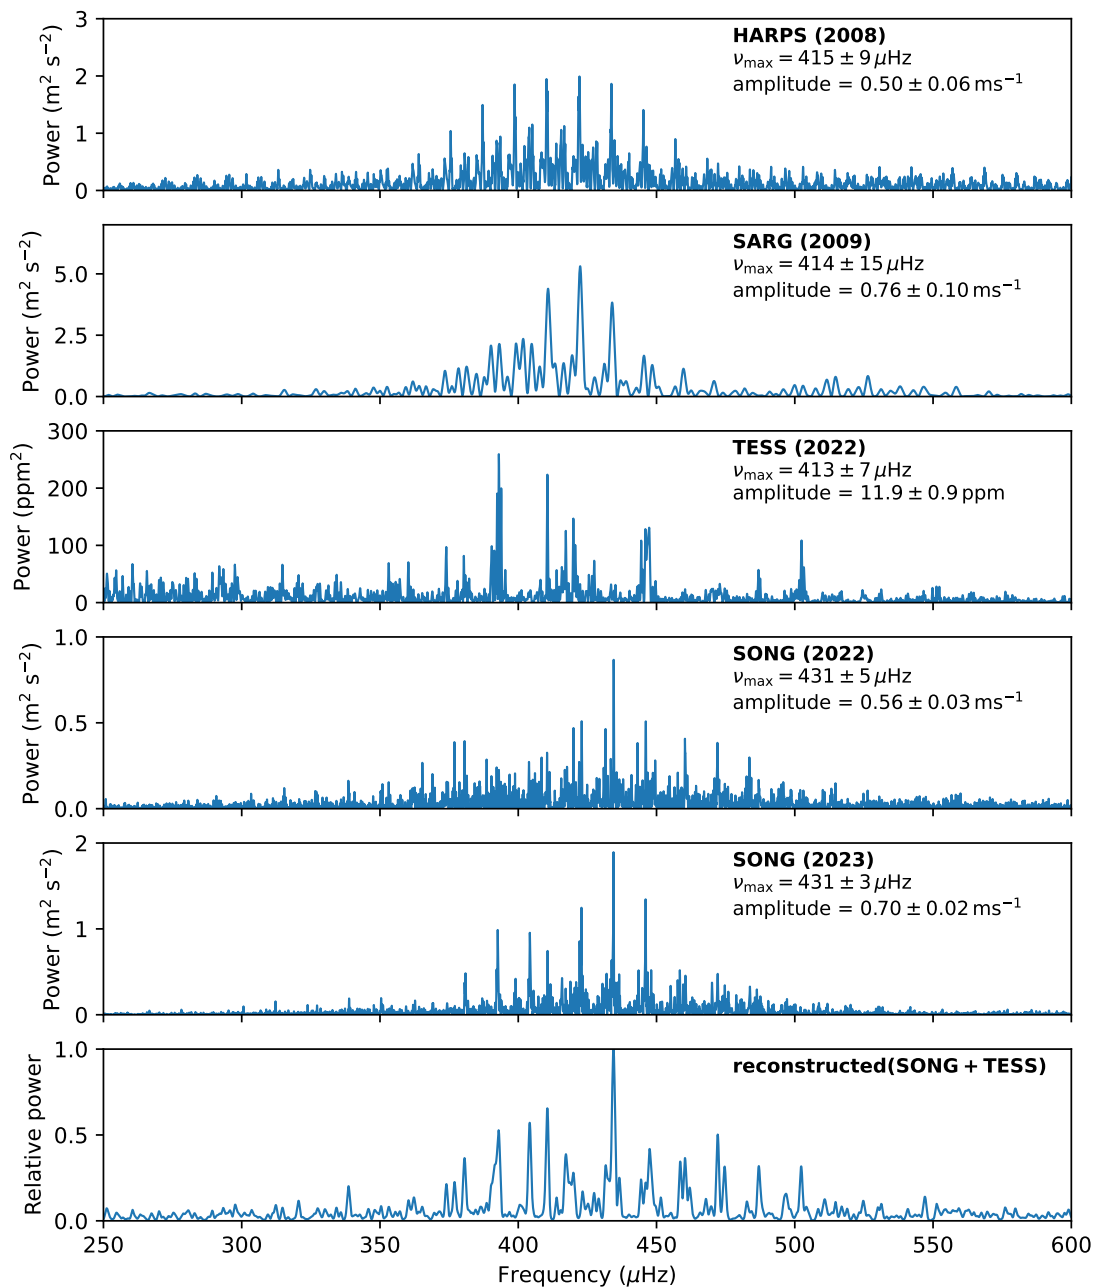 3
2
1
0
Power (m² s⁻²)
HARPS (2008)
ν_max = 415 ± 9 μHz
amplitude = 0.50 ± 0.06 ms⁻¹
5.0
2.5
0.0
Power (m² s⁻²)
SARG (2009)
ν_max = 414 ± 15 μHz
amplitude = 0.76 ± 0.10 ms⁻¹
300
200
100
0
Power (ppm²)
TESS (2022)
ν_max = 413 ± 7 μHz
amplitude = 11.9 ± 0.9 ppm
1.0
0.5
0.0
Power (m² s⁻²)
SONG (2022)
ν_max = 431 ± 5 μHz
amplitude = 0.56 ± 0.03 ms⁻¹
2
1
0
Power (m² s⁻²)
SONG (2023)
ν_max = 431 ± 3 μHz
amplitude = 0.70 ± 0.02 ms⁻¹
1.0
0.5
0.0
Relative power
reconstructed(SONG + TESS)
250 300 350 400 450 500 550 600
Frequency (μHz)